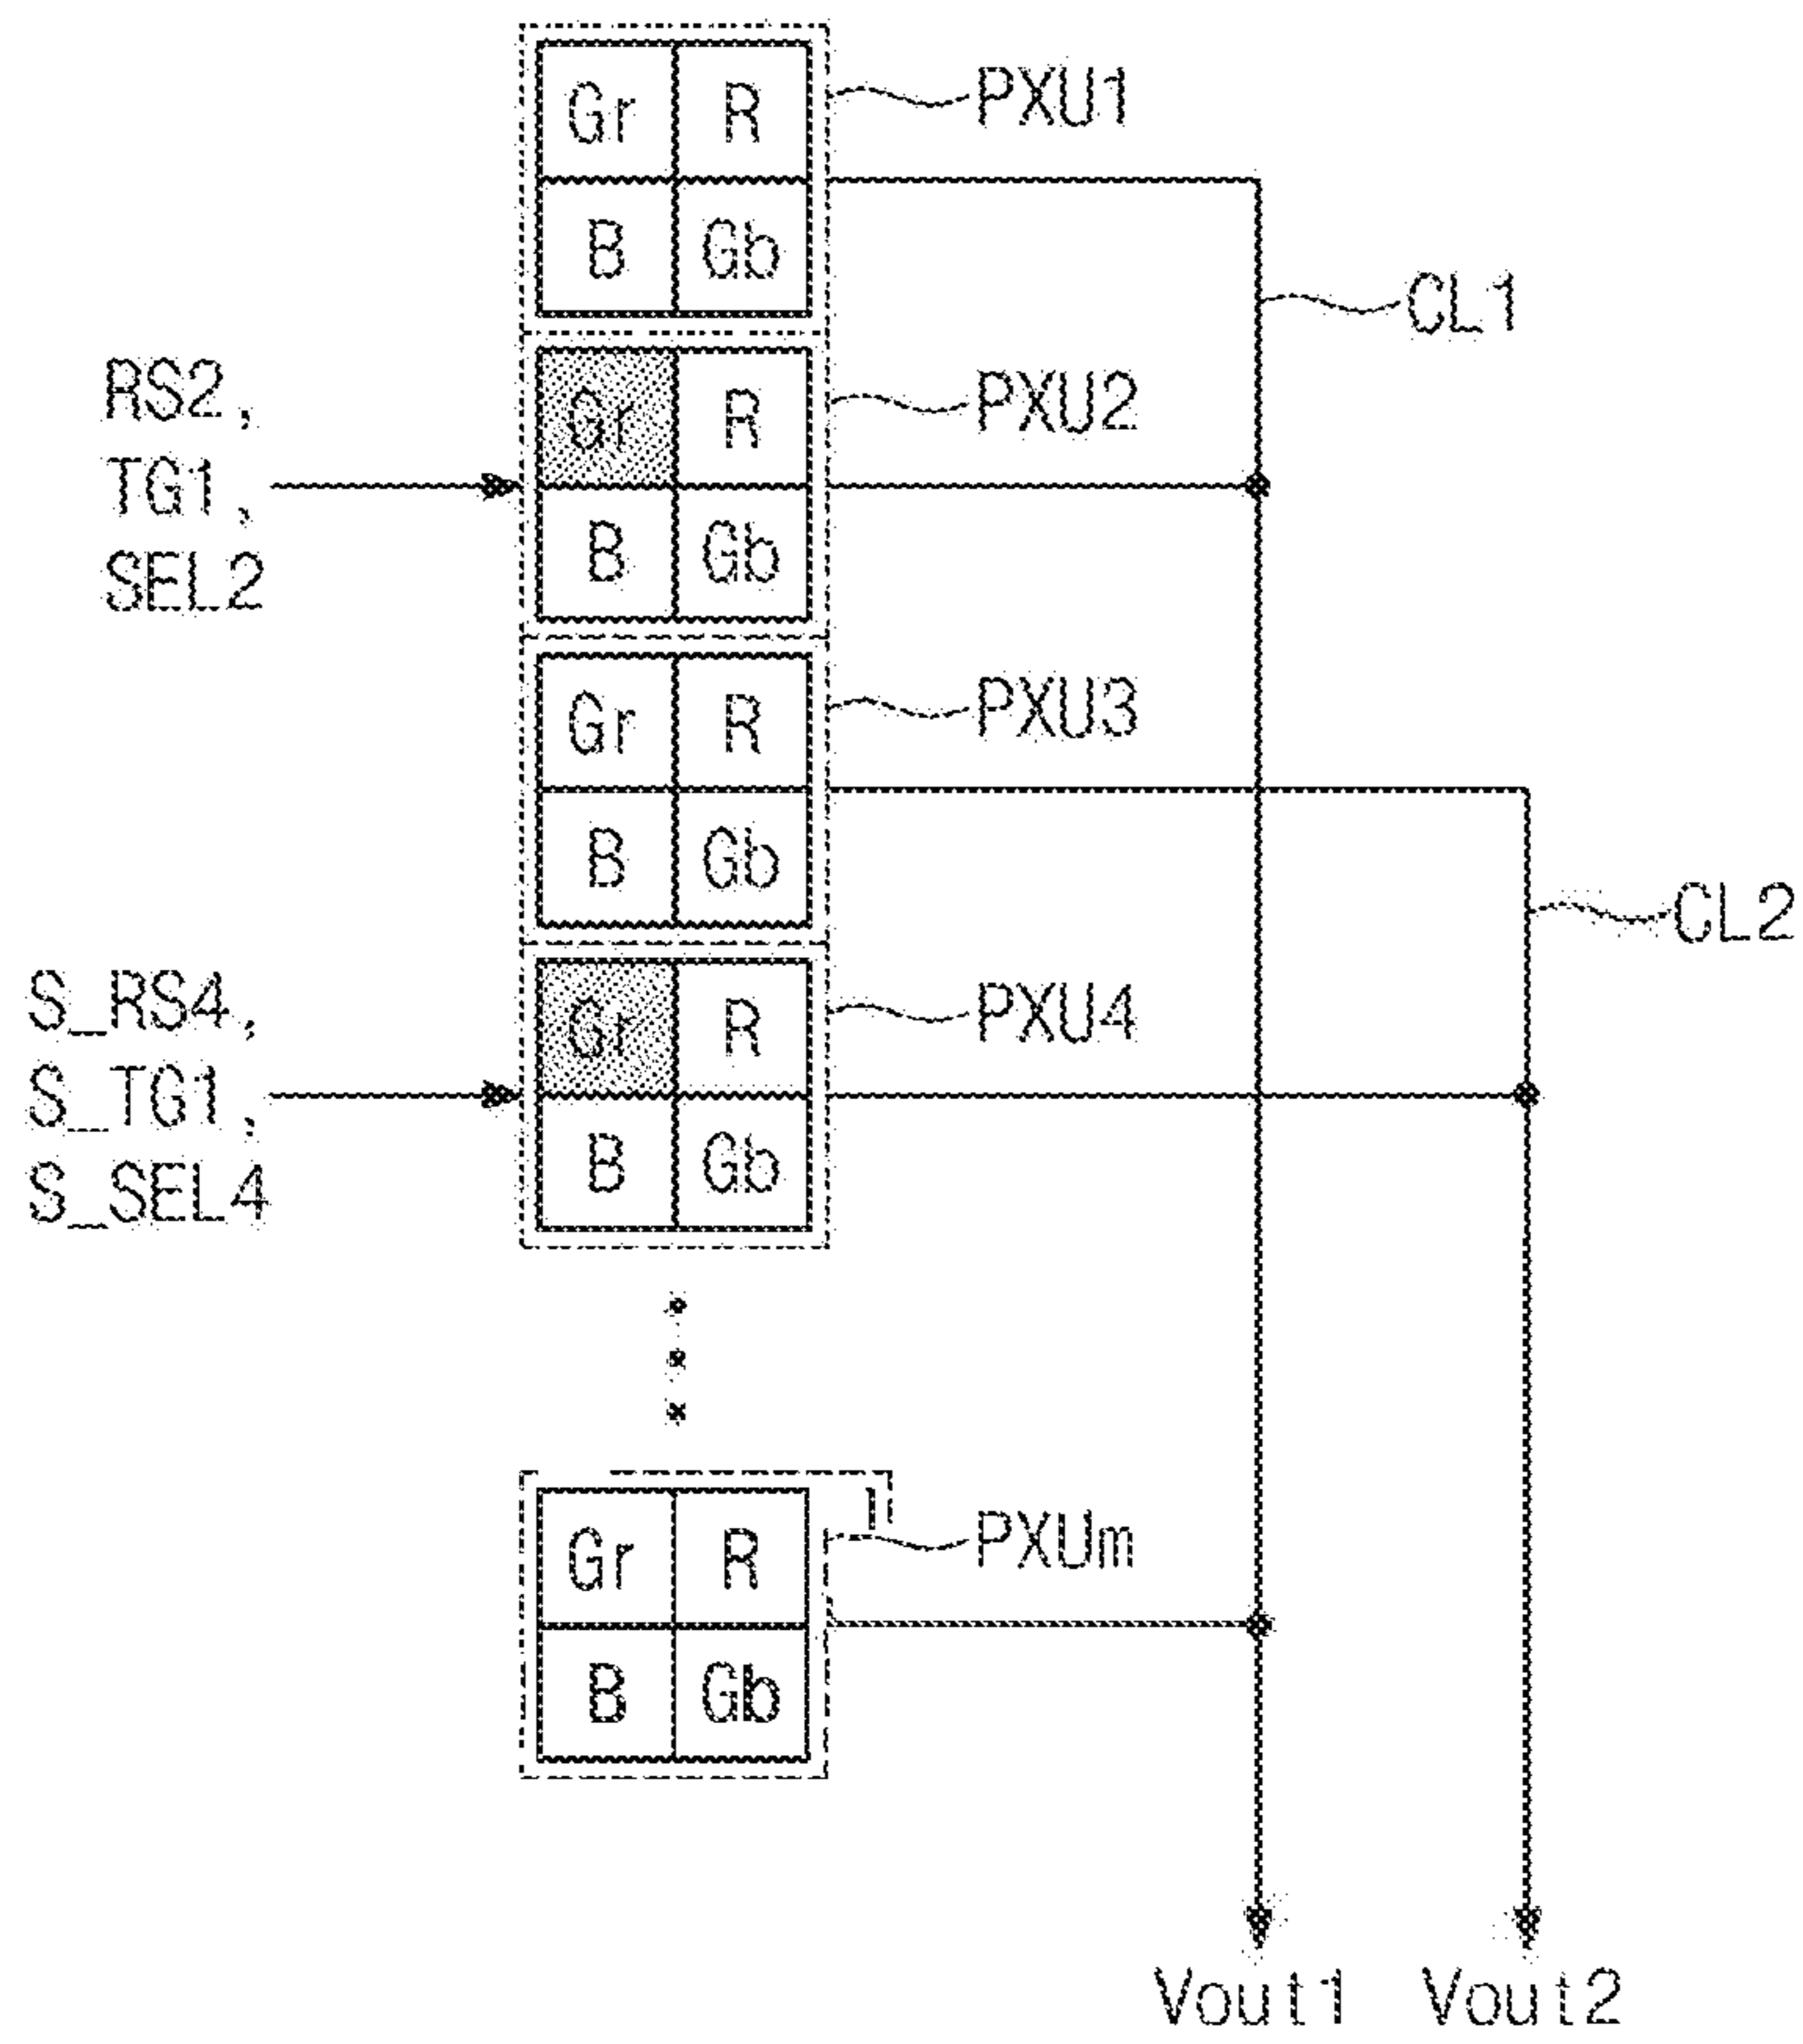 Gr R PXU1
B Gb
CL1
RS2,
TG1,
SEL2
Gr R PXU2
B Gb
Gr R PXU3
B Gb
CL2
S_RS4,
S_TG1,
S_SEL4
Gr R PXU4
B Gb
Gr R PXUm
B Gb
Vout1 Vout2